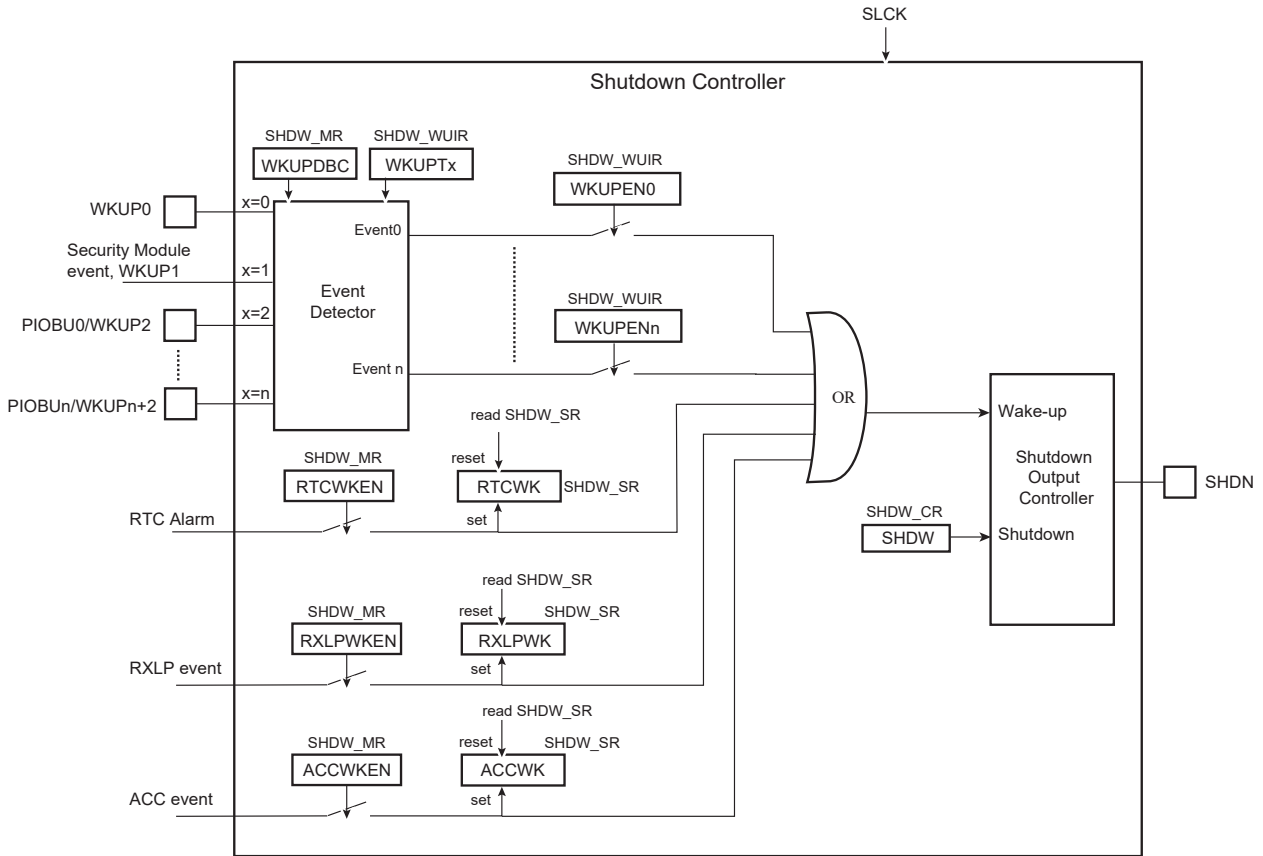 SLCK
Shutdown Controller
SHDW_MR
SHDW_WUIR
WKUPDBC
WKUPTx
SHDW_WUIR
WKUPEN0
WKUP0
x=0
Event0
Security Module
event, WKUP1
x=1
Event
Detector
SHDW_WUIR
WKUPENn
PIOBU0/WKUP2
x=2
Event n
PIOBUn/WKUPn+2
x=n
OR
Wake-up
Shutdown
Output
Controller
SHDN
read SHDW_SR
reset
SHDW_MR
RTCWKEN
RTCWK
SHDW_SR
RTC Alarm
set
SHDW_CR
SHDW
Shutdown
read SHDW_SR
reset
SHDW_SR
SHDW_MR
RXLPWKEN
RXLPWK
RXLP event
set
read SHDW_SR
reset
SHDW_SR
SHDW_MR
ACCWKEN
ACCWK
ACC event
set